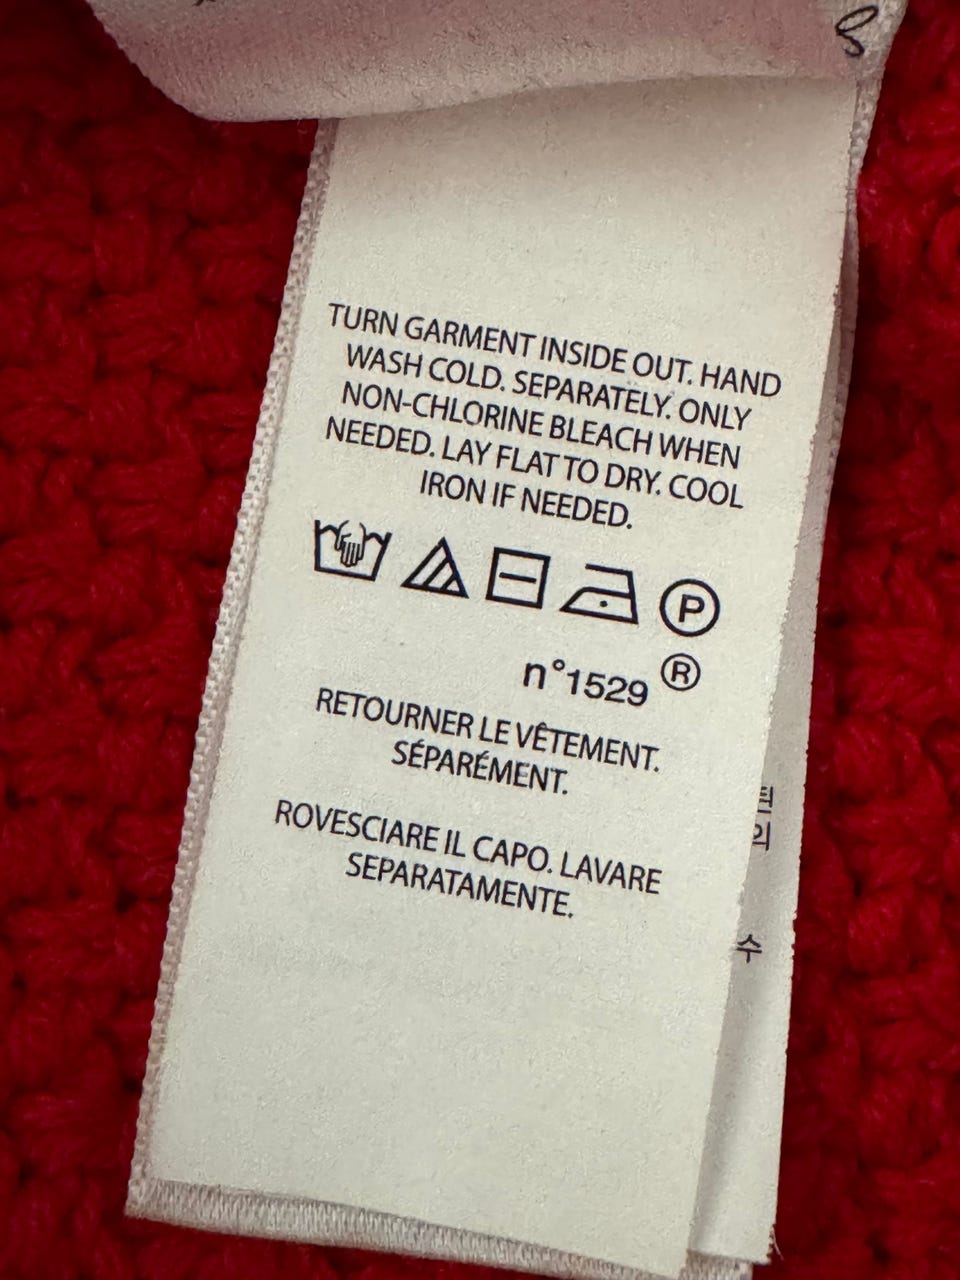 TURN GARMENT INSIDE OUT. HAND
WASH COLD. SEPARATELY. ONLY
NON-CHLORINE BLEACH WHEN
NEEDED. LAY FLAT TO DRY. COOL
IRON IF NEEDED.
P
n°1529 ®
RETOURNER LE VÊTEMENT.
SÉPARÉMENT.
ROVESCIARE IL CAPO. LAVARE
SEPARATAMENTE.
수